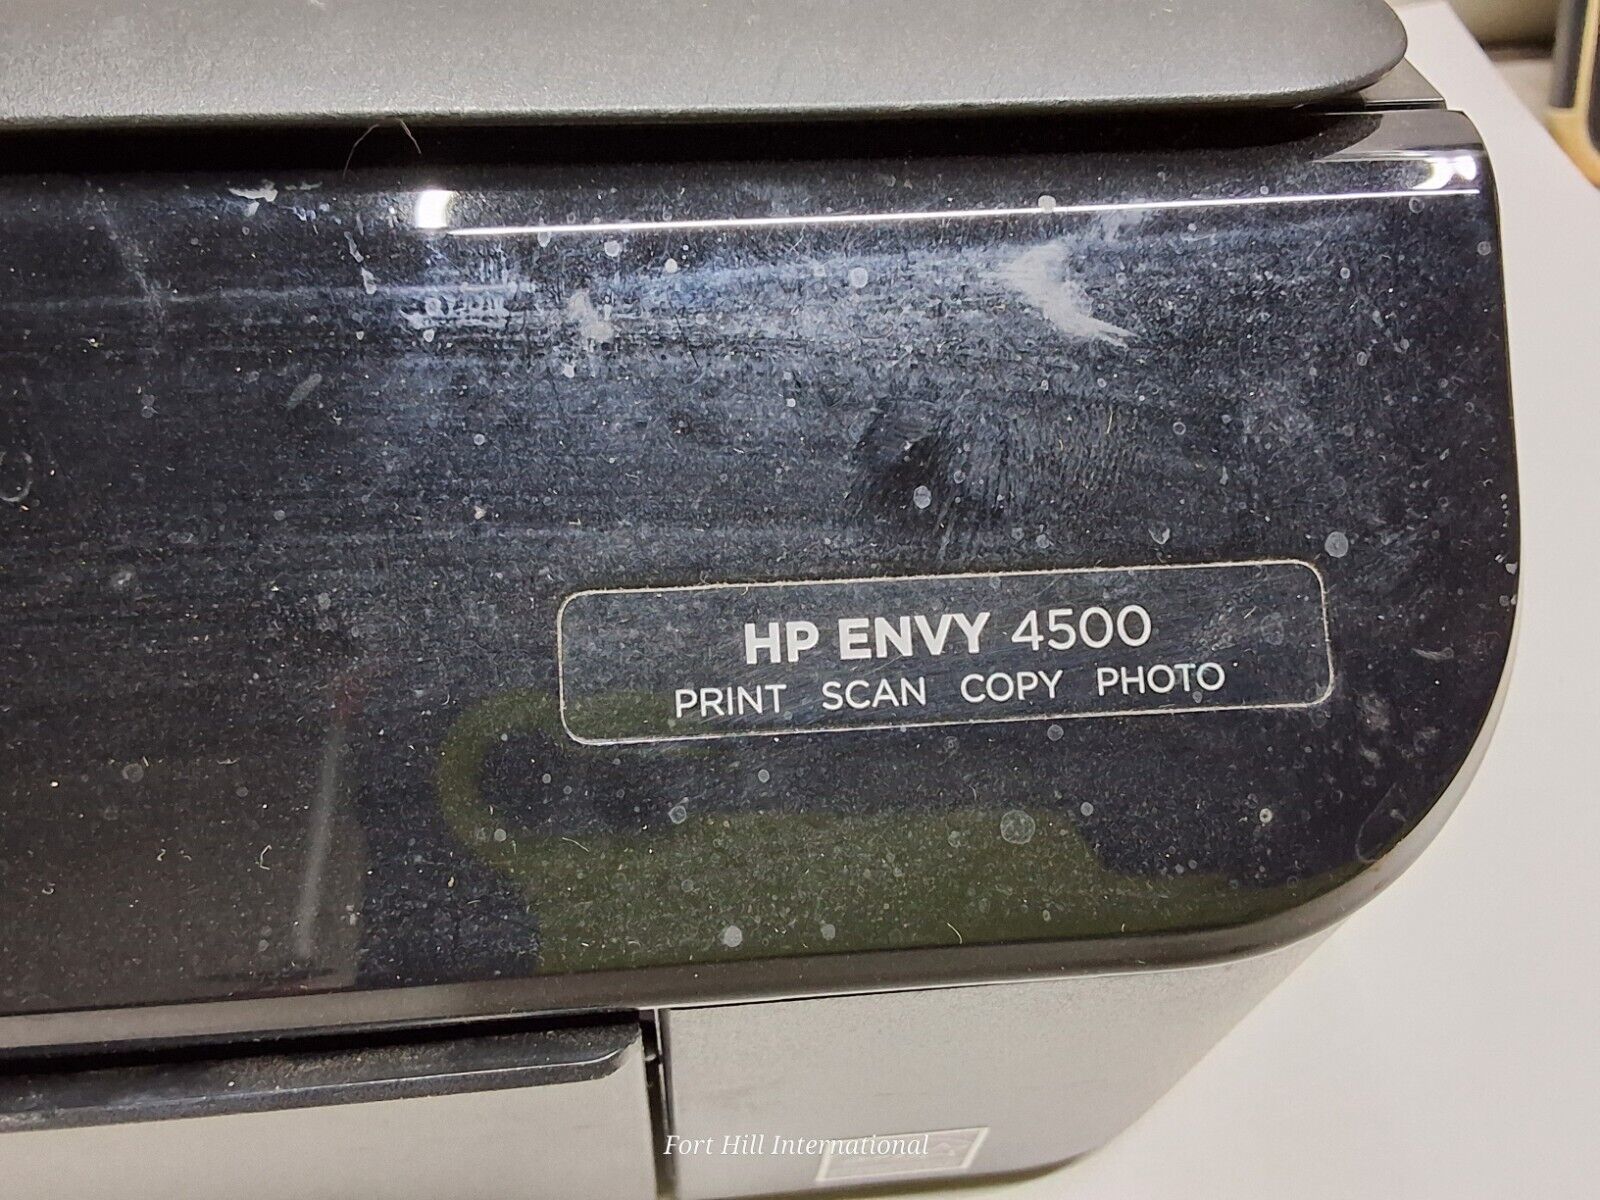 HP ENVY 4500
PRINT SCAN COPY PHOTO
Fort Hill International